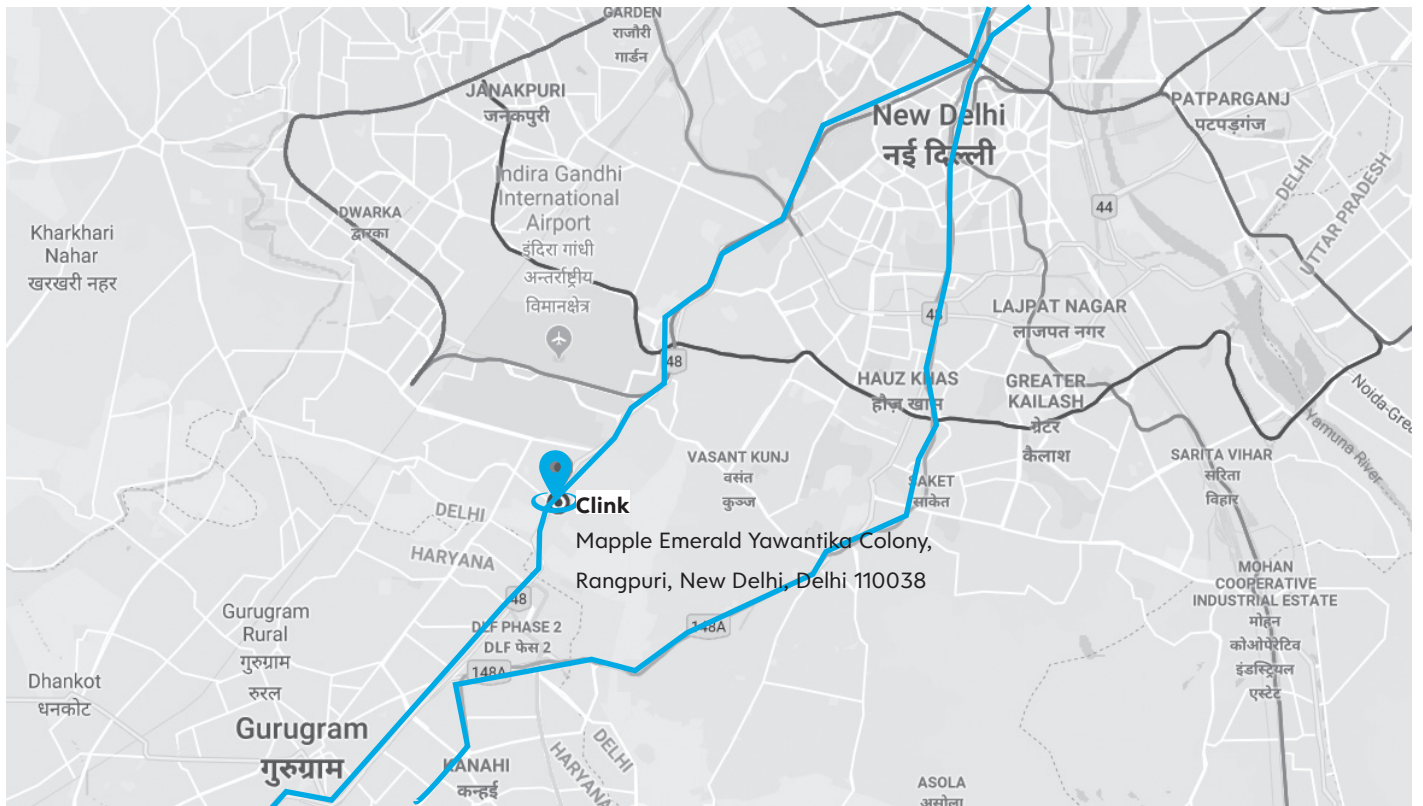 GARDEN
राजौरी
गार्डन
JANAKPURI
जनकपुरी
New Delhi
नई दिल्ली
PATPARGANJ
पटपड़गंज
Indira Gandhi
International
Airport
इंदिरा गांधी
अन्तर्राष्ट्रीय
विमानक्षेत्र
DELHI
UTTAR PRADESH
DWARKA
द्वारका
44
Kharkhari
Nahar
खरखरी नहर
48
LAJPAT NAGAR
लाजपत नगर
48
HAUZ KHAS
हौज़ खास
GREATER
KAILASH
ग्रेटर
कैलाश
Noida-Grea
Yamuna River
VASANT KUNJ
वसंत
कुञ्ज
SARITA VIHAR
सरिता
विहार
SAKET
साकेत
Clink
Mapple Emerald Yawantika Colony,
Rangpuri, New Delhi, Delhi 110038
DELHI
HARYANA
MOHAN
COOPERATIVE
INDUSTRIAL ESTATE
मोहन
कोओपेरेटिव
इंडस्ट्रियल
एस्टेट
48
Gurugram
Rural
गुरुग्राम
रुरल
DLF PHASE 2
DLF फेस 2
148A
148A
Dhankot
धनकोट
Gurugram
गुरुग्राम
KANAHI
कन्हई
DELHI
HARYANA
ASOLA
असोला